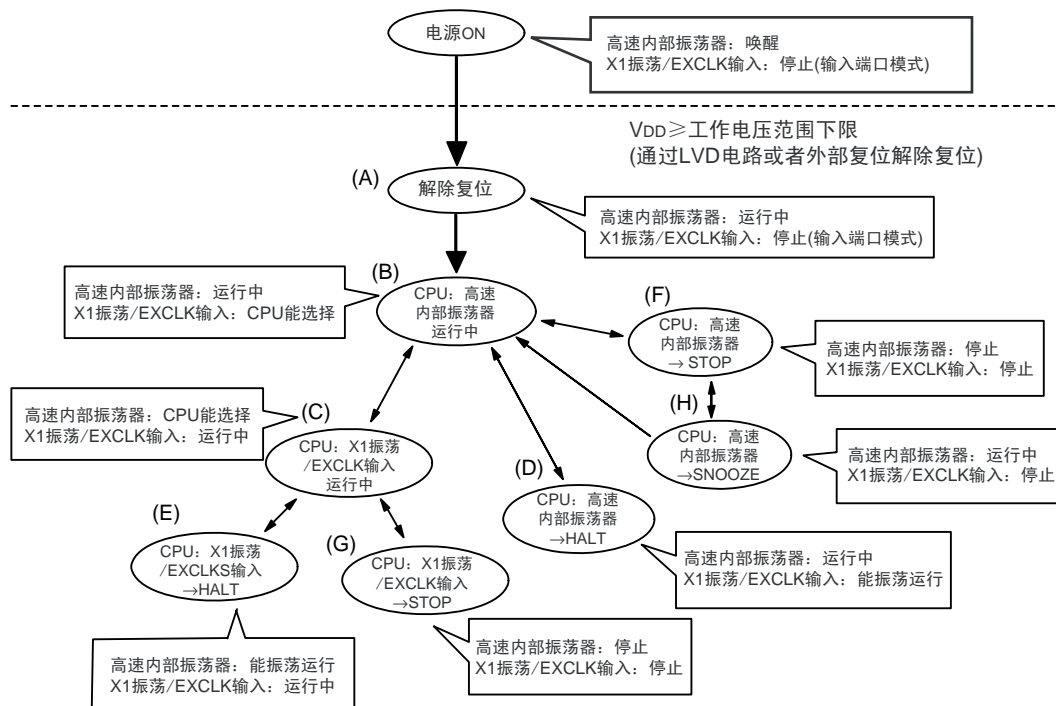 电源ON
高速内部振荡器：唤醒
X1振荡/EXCLK输入：停止(输入端口模式)
VDD≥工作电压范围下限
(通过LVD电路或者外部复位解除复位)
(A)
解除复位
高速内部振荡器：运行中
X1振荡/EXCLK输入：停止(输入端口模式)
(B)
CPU：高速
内部振荡器
运行中
高速内部振荡器：运行中
X1振荡/EXCLK输入：CPU能选择
(F)
CPU：高速
内部振荡器
→ STOP
高速内部振荡器：停止
X1振荡/EXCLK输入：停止
高速内部振荡器：CPU能选择
X1振荡/EXCLK输入：运行中
(C)
CPU：X1振荡
/EXCLK输入
运行中
(H)
CPU：高速
内部振荡器
→SNOOZE
高速内部振荡器：运行中
X1振荡/EXCLK输入：停止
(D)
CPU：高速
内部振荡器
→HALT
高速内部振荡器：运行中
X1振荡/EXCLK输入：能振荡运行
(E)
CPU：X1振荡
/EXCLKS输入
→HALT
(G)
CPU：X1振荡
/EXCLK输入
→STOP
高速内部振荡器：能振荡运行
X1振荡/EXCLK输入：运行中
高速内部振荡器：停止
X1振荡/EXCLK输入：停止